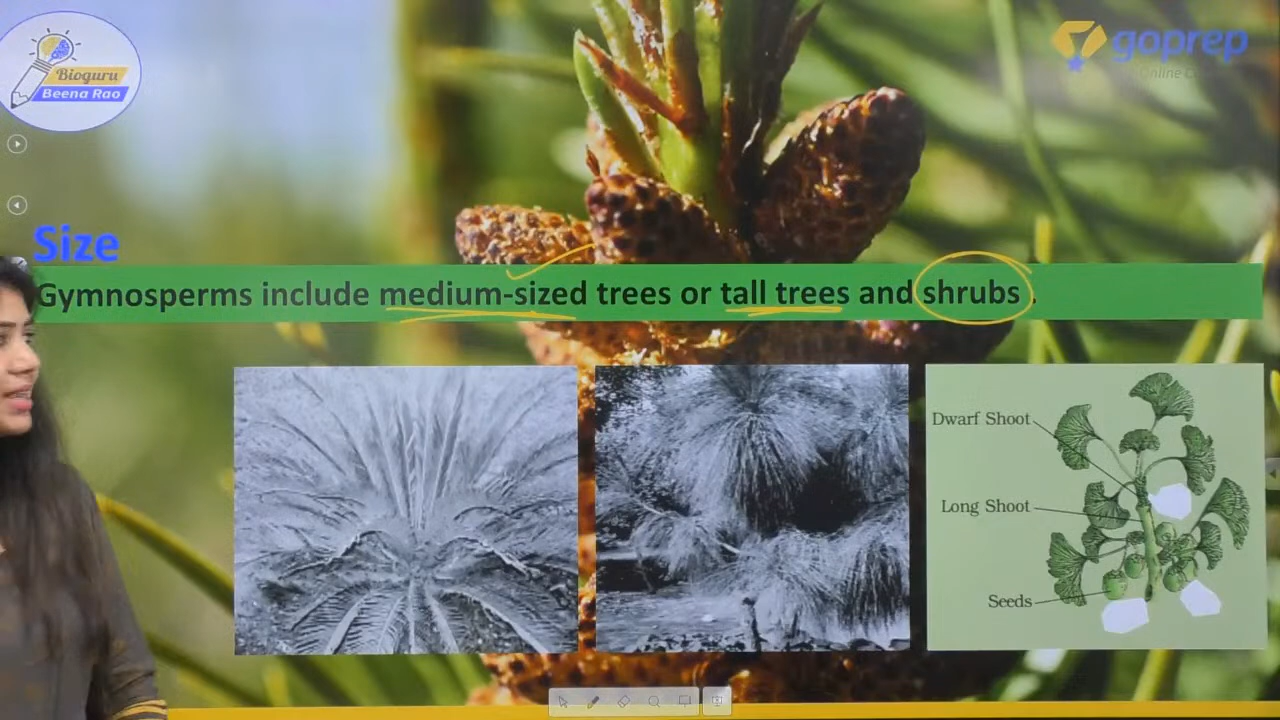 Bioguru
Beena Rao
goprep
Size
Gymnosperms include medium-sized trees or tall trees and shrubs .
Dwarf Shoot
Long Shoot
Seeds